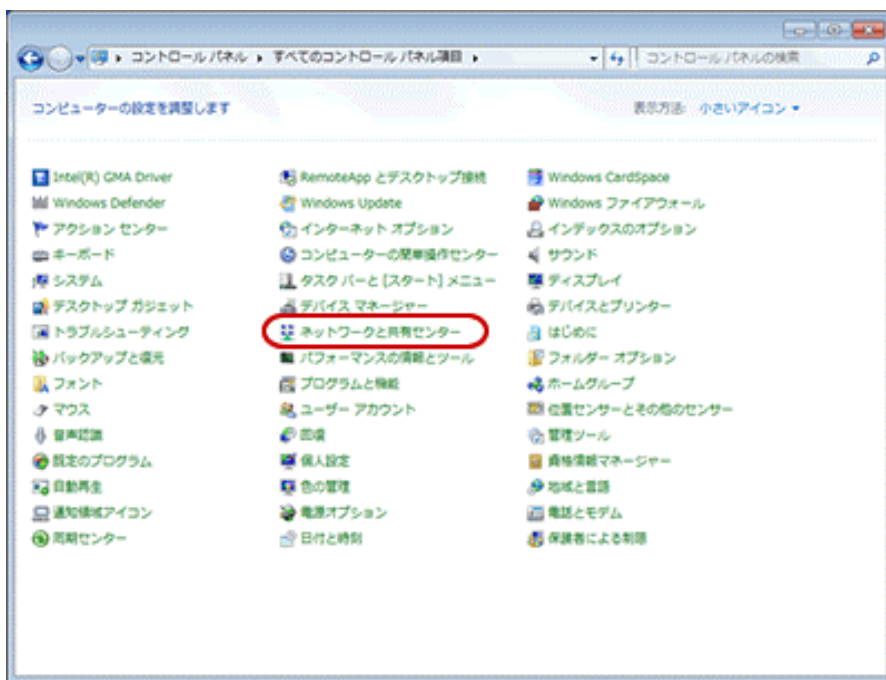 コントロール パネル ▸ すべてのコントロール パネル項目 ▸
コントロール パネルの検索
コンピューターの設定を調整します
表示方法: 小さいアイコン
Intel(R) GMA Driver
RemoteApp とデスクトップ接続
Windows CardSpace
Windows Defender
Windows Update
Windows ファイアウォール
アクション センター
インターネット オプション
インデックスのオプション
キーボード
コンピューターの簡単操作センター
サウンド
システム
タスク バーと [スタート] メニュー
ディスプレイ
デスクトップ ガジェット
デバイス マネージャー
デバイスとプリンター
トラブルシューティング
ネットワークと共有センター
はじめに
バックアップと復元
パフォーマンスの情報とツール
フォルダー オプション
フォント
プログラムと機能
ホームグループ
マウス
ユーザー アカウント
位置センサーとその他のセンサー
音声認識
回復
管理ツール
既定のプログラム
個人設定
資格情報マネージャー
自動再生
色の管理
地域と言語
通知領域アイコン
電源オプション
電話とモデム
同期センター
日付と時刻
保護者による制限